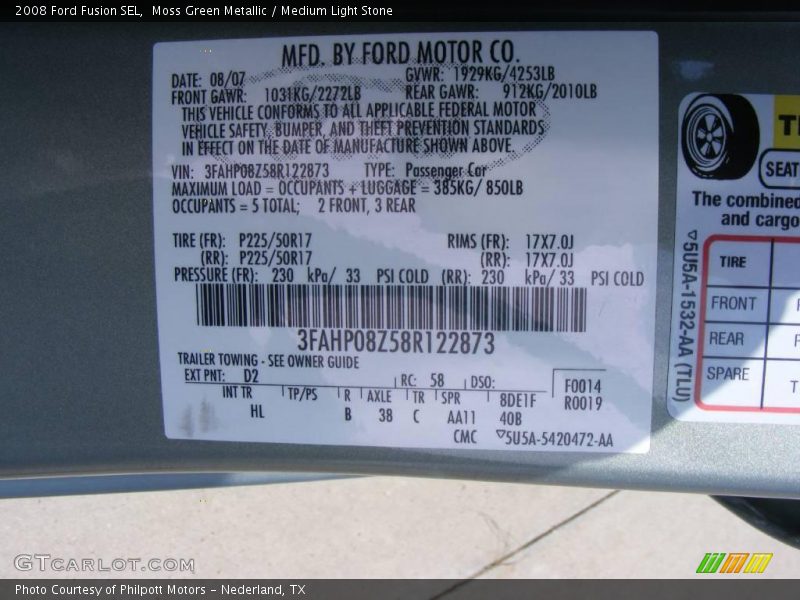 2008 Ford Fusion SEL, Moss Green Metallic / Medium Light Stone
MFD. BY FORD MOTOR CO.
DATE: 08/07 GVWR: 1929KG/4253LB
FRONT GAWR: 1031KG/2272LB REAR GAWR: 912KG/2010LB
THIS VEHICLE CONFORMS TO ALL APPLICABLE FEDERAL MOTOR
VEHICLE SAFETY, BUMPER, AND THEFT PREVENTION STANDARDS
IN EFFECT ON THE DATE OF MANUFACTURE SHOWN ABOVE.
VIN: 3FAHP08Z58R122873 TYPE: Passenger Car
MAXIMUM LOAD = OCCUPANTS + LUGGAGE = 385KG/ 850LB
OCCUPANTS = 5 TOTAL; 2 FRONT, 3 REAR
TIRE (FR): P225/50R17 RIMS (FR): 17X7.0J
(RR): P225/50R17 (RR): 17X7.0J
PRESSURE (FR): 230 kPa/ 33 PSI COLD (RR): 230 kPa/ 33 PSI COLD
3FAHP08Z58R122873
TRAILER TOWING - SEE OWNER GUIDE
EXT PNT: D2 RC: 58 DSO: F0014
INT TR TP/PS R AXLE TR SPR 8DE1F R0019
HL B 38 C AA11 40B
CMC 5U5A-5420472-AA
SEAT
The combined
and cargo
5U5A-1532-AA (TLU)
TIRE
FRONT
REAR
SPARE
GTCARLOT.COM
Photo Courtesy of Philpott Motors - Nederland, TX